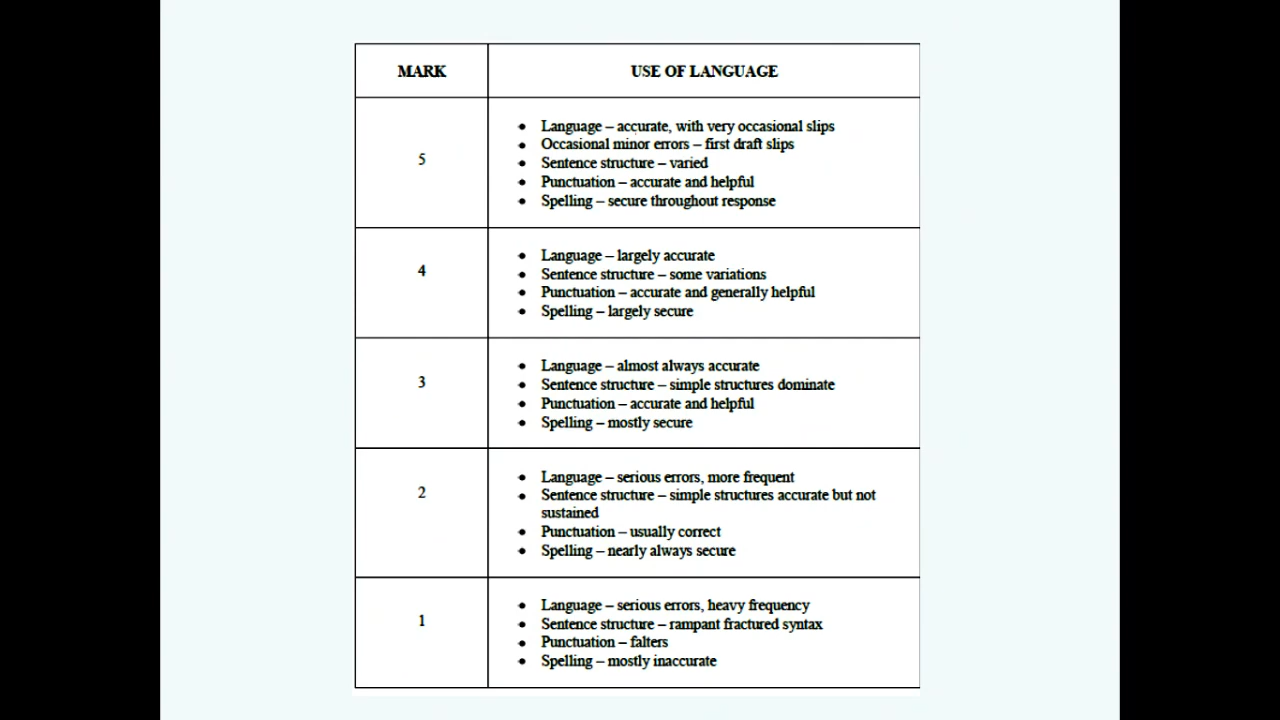 MARK
USE OF LANGUAGE
5
• Language – accurate, with very occasional slips
• Occasional minor errors – first draft slips
• Sentence structure – varied
• Punctuation – accurate and helpful
• Spelling – secure throughout response
4
• Language – largely accurate
• Sentence structure – some variations
• Punctuation – accurate and generally helpful
• Spelling – largely secure
3
• Language – almost always accurate
• Sentence structure – simple structures dominate
• Punctuation – accurate and helpful
• Spelling – mostly secure
2
• Language – serious errors, more frequent
• Sentence structure – simple structures accurate but not
sustained
• Punctuation – usually correct
• Spelling – nearly always secure
1
• Language – serious errors, heavy frequency
• Sentence structure – rampant fractured syntax
• Punctuation – falters
• Spelling – mostly inaccurate